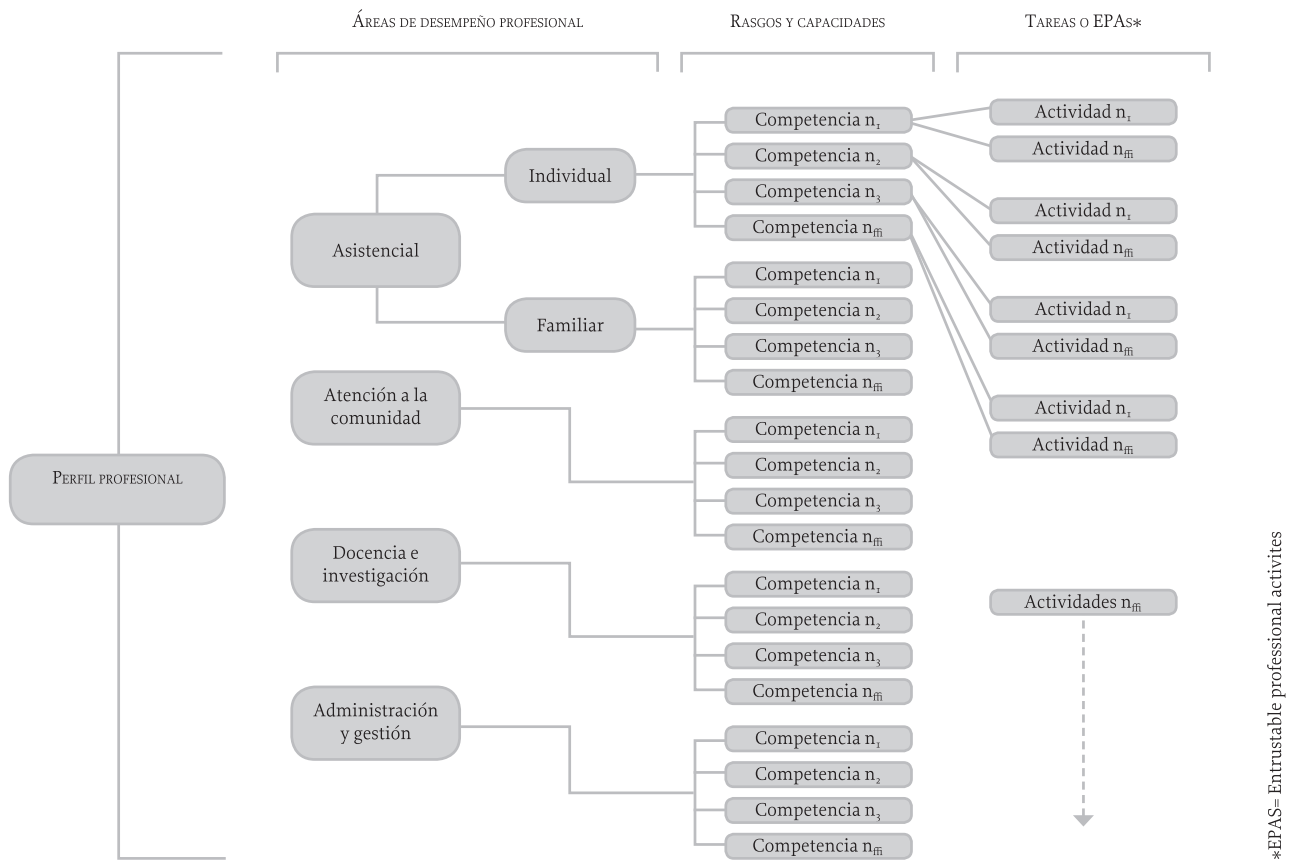 Áreas de desempeño profesional
Rasgos y capacidades
Tareas o EPAs*
Perfil profesional
Asistencial
Individual
Familiar
Atención a la
comunidad
Docencia e
investigación
Administración
y gestión
Competencia n₁
Competencia n₂
Competencia n₃
Competencia nffi
Competencia n₁
Competencia n₂
Competencia n₃
Competencia nffi
Competencia n₁
Competencia n₂
Competencia n₃
Competencia nffi
Competencia n₁
Competencia n₂
Competencia n₃
Competencia nffi
Competencia n₁
Competencia n₂
Competencia n₃
Competencia nffi
Actividad n₁
Actividad nffi
Actividad n₁
Actividad nffi
Actividad n₁
Actividad nffi
Actividad n₁
Actividad nffi
Actividades nffi
*EPAS= Entrustable professional activites